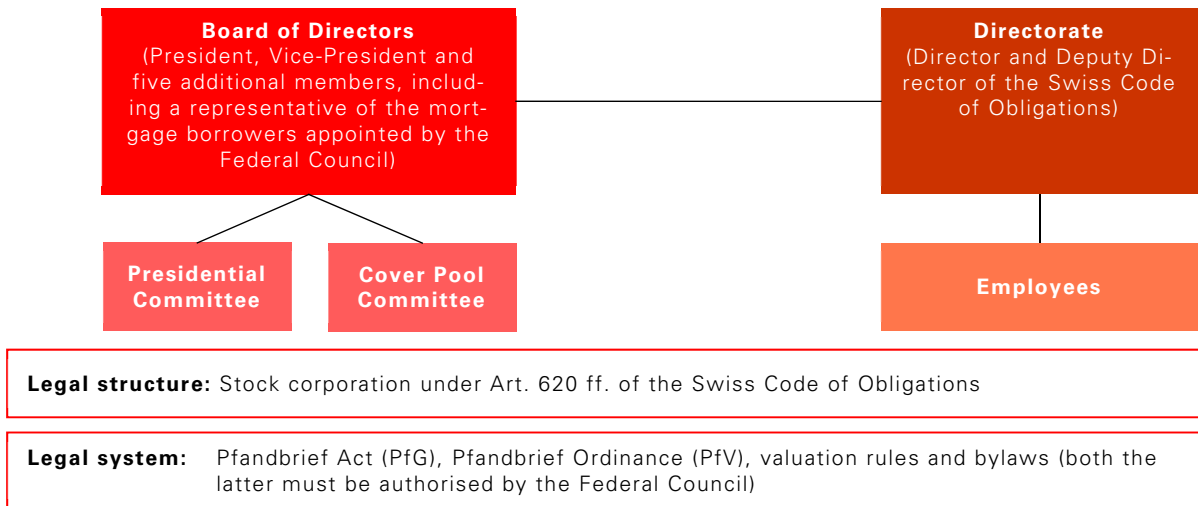 Board of Directors
(President, Vice-President and
five additional members, includ-
ing a representative of the mort-
gage borrowers appointed by the
Federal Council)
Directorate
(Director and Deputy Di-
rector of the Swiss Code
of Obligations)
Presidential
Committee
Cover Pool
Committee
Employees
Legal structure: Stock corporation under Art. 620 ff. of the Swiss Code of Obligations
Legal system: Pfandbrief Act (PfG), Pfandbrief Ordinance (PfV), valuation rules and bylaws (both the
latter must be authorised by the Federal Council)